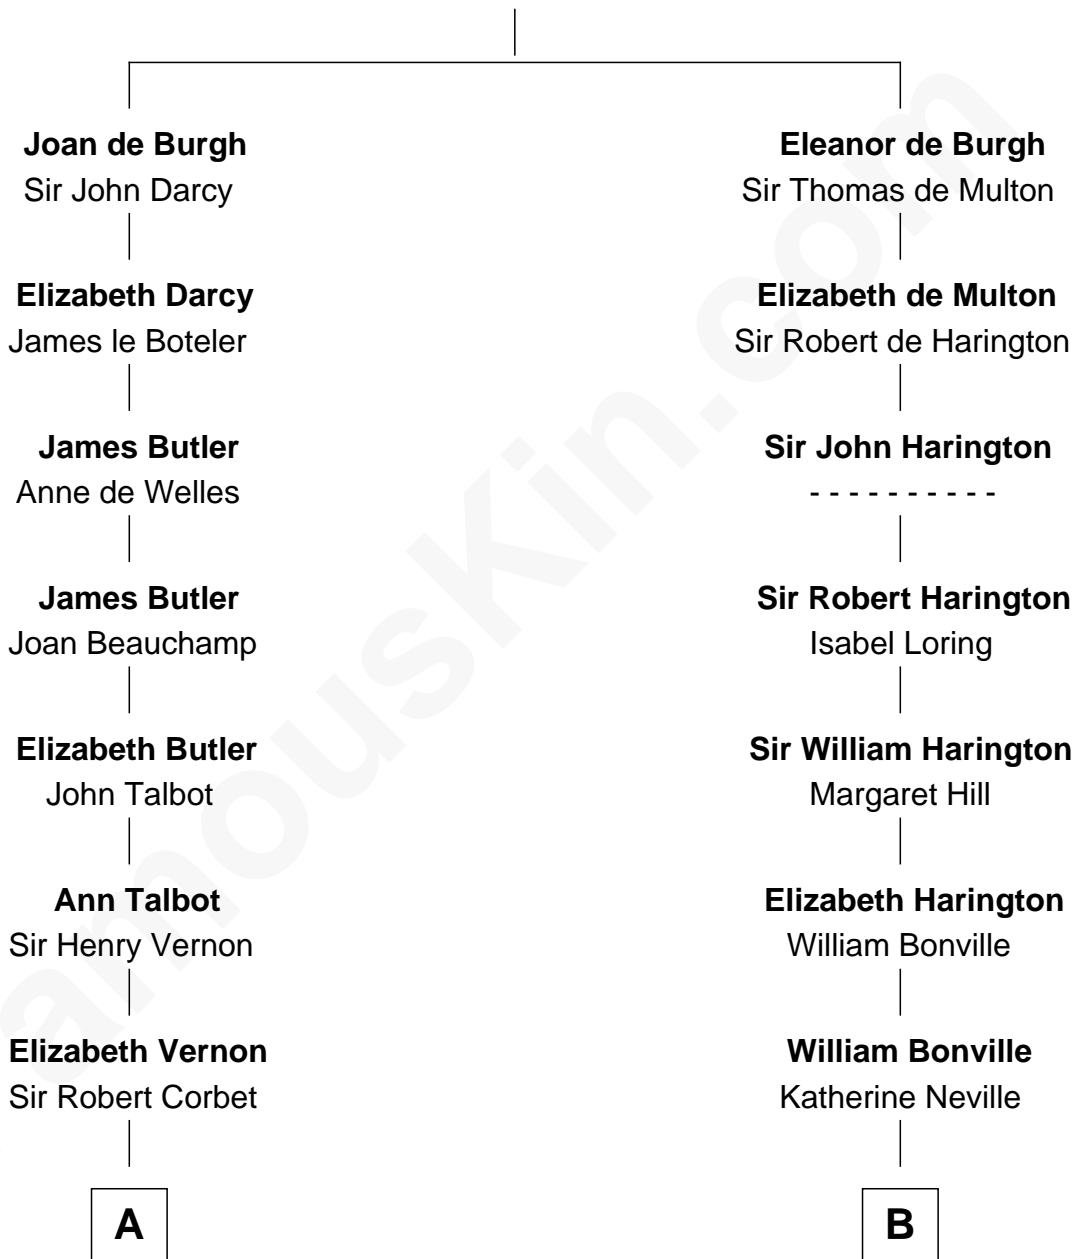 Joan de Burgh
Sir John Darcy
Elizabeth Darcy
James le Boteler
James Butler
Anne de Welles
James Butler
Joan Beauchamp
Elizabeth Butler
John Talbot
Ann Talbot
Sir Henry Vernon
Elizabeth Vernon
Sir Robert Corbet
A
Eleanor de Burgh
Sir Thomas de Multon
Elizabeth de Multon
Sir Robert de Harington
Sir John Harington
- - - - - - - - - -
Sir Robert Harington
Isabel Loring
Sir William Harington
Margaret Hill
Elizabeth Harington
William Bonville
William Bonville
Katherine Neville
B
amousKin.com